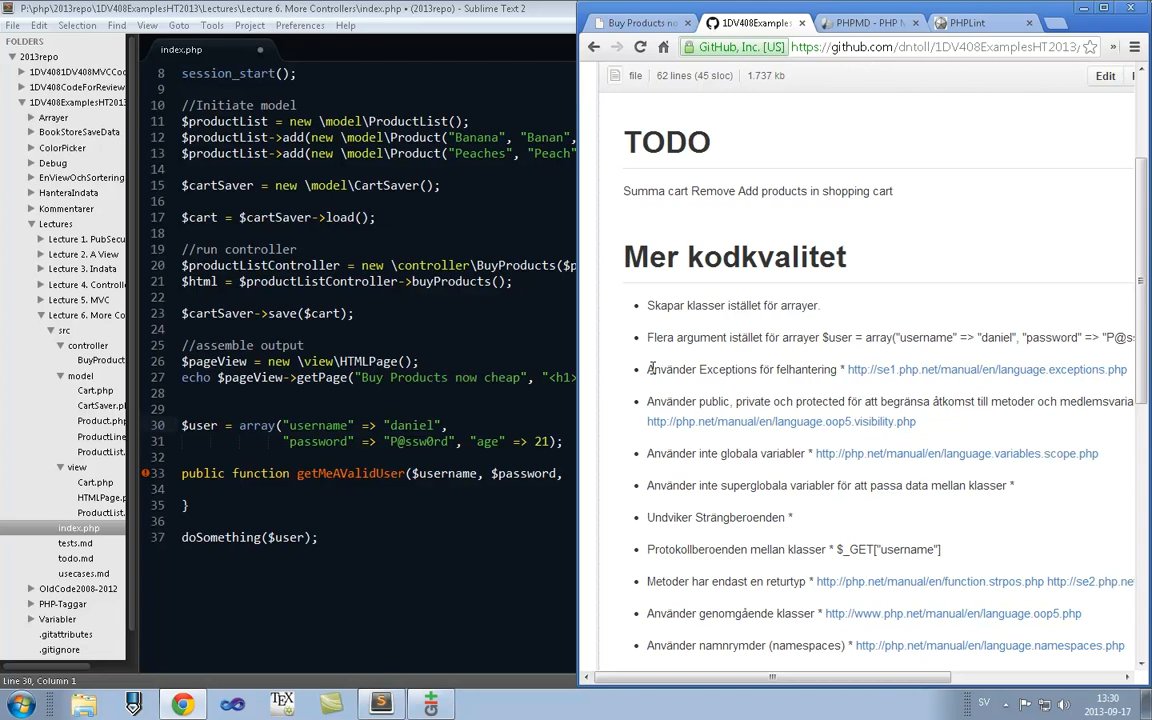 P:\php\2013repo\1DV408ExamplesHT2013\Lectures\Lecture 6. More Controllers\index.php • - Sublime Text 2
File Edit Selection Find View Goto Tools Project Preferences Help
FOLDERS
2013repo
1DV4081DV408MVCCod
1DV408CodeForReview
1DV408ExamplesHT2013
Arrayer
BookStoreSaveData
ColorPicker
Debug
EnViewOchSortering
HanteraIndata
Kommentarer
Lectures
Lecture 1. PubSecu
Lecture 2. A View
Lecture 3. Indata
Lecture 4. Controll
Lecture 5. MVC
Lecture 6. More Co
src
controller
BuyProduct
model
Cart.php
CartSaver.p
Product.php
ProductLine
ProductList.
view
Cart.php
HTMLPage.p
ProductList.
index.php
tests.md
todo.md
usecases.md
OldCode2008-2012
PHP-Taggar
Variabler
.gitattributes
.gitignore
index.php
8 session_start();
9
10 //Initiate model
11 $productList = new \model\ProductList();
12 $productList->add(new \model\Product("Banana", "Banan",
13 $productList->add(new \model\Product("Peaches", "Peach"
14
15 $cartSaver = new \model\CartSaver();
16
17 $cart = $cartSaver->load();
18
19 //run controller
20 $productListController = new \controller\BuyProducts($p
21 $html = $productListController->buyProducts();
22
23 $cartSaver->save($cart);
24
25 //assemble output
26 $pageView = new \view\HTMLPage();
27 echo $pageView->getPage("Buy Products now cheap", "<h1>
28
29
30 $user = array("username" => "daniel",
31 "password" => "P@ssw0rd", "age" => 21);
32
33 public function getMeAValidUser($username, $password,
34
35 }
36
37 doSomething($user);
Line 30, Column 1
Buy Products no
1DV408Examples
PHPMD - PHP M
PHPLint
GitHub, Inc. [US] https://github.com/dntoll/1DV408ExamplesHT2013/
file 62 lines (45 sloc) 1.737 kb Edit
TODO
Summa cart Remove Add products in shopping cart
Mer kodkvalitet
Skapar klasser istället för arrayer.
Flera argument istället för arrayer $user = array("username" => "daniel", "password" => "P@ss
Använder Exceptions för felhantering * http://se1.php.net/manual/en/language.exceptions.php
Använder public, private och protected för att begränsa åtkomst till metoder och medlemsvaria
http://php.net/manual/en/language.oop5.visibility.php
Använder inte globala variabler * http://php.net/manual/en/language.variables.scope.php
Använder inte superglobala variabler för att passa data mellan klasser *
Undviker Strängberoenden *
Protokollberoenden mellan klasser * $_GET["username"]
Metoder har endast en returtyp * http://php.net/manual/en/function.strpos.php http://se2.php.ne
Använder genomgående klasser * http://www.php.net/manual/en/language.oop5.php
Använder namnrymder (namespaces) * http://php.net/manual/en/language.namespaces.php
SV
13:30
2013-09-17